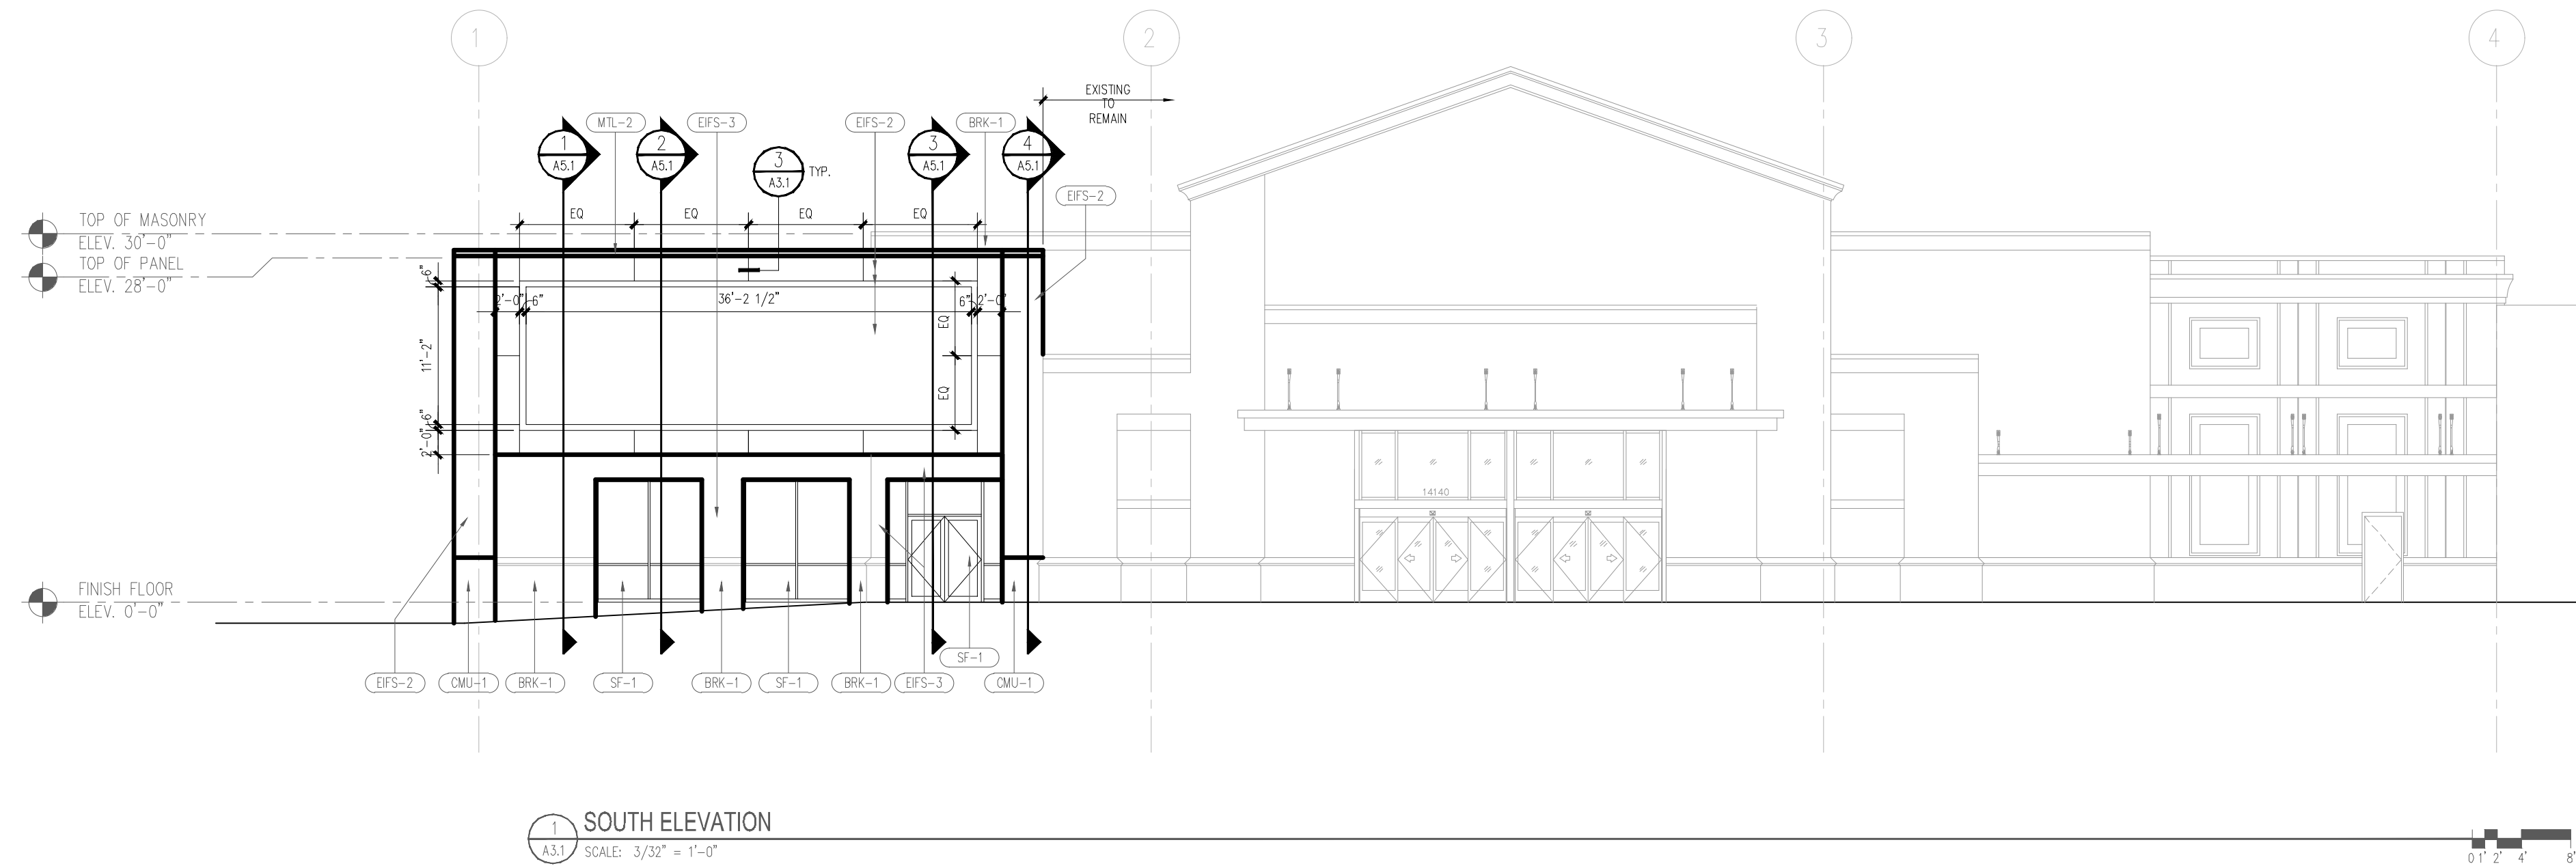 1
2
3
4
EXISTING
TO
REMAIN
MTL-2
EIFS-3
EIFS-2
BRK-1
1
A5.1
2
A5.1
3
A3.1
TYP.
3
A5.1
4
A5.1
EIFS-2
TOP OF MASONRY
ELEV. 30'-0"
TOP OF PANEL
ELEV. 28'-0"
EQ
EQ
EQ
EQ
6"
2'-0"
6"
36'-2 1/2"
6"
2'-0"
EQ
11'-2"
EQ
6"
2'-0"
14140
FINISH FLOOR
ELEV. 0'-0"
SF-1
EIFS-2
CMU-1
BRK-1
SF-1
BRK-1
SF-1
BRK-1
EIFS-3
CMU-1
1
A3.1
SOUTH ELEVATION
SCALE: 3/32" = 1'-0"
0 1' 2' 4' 8'